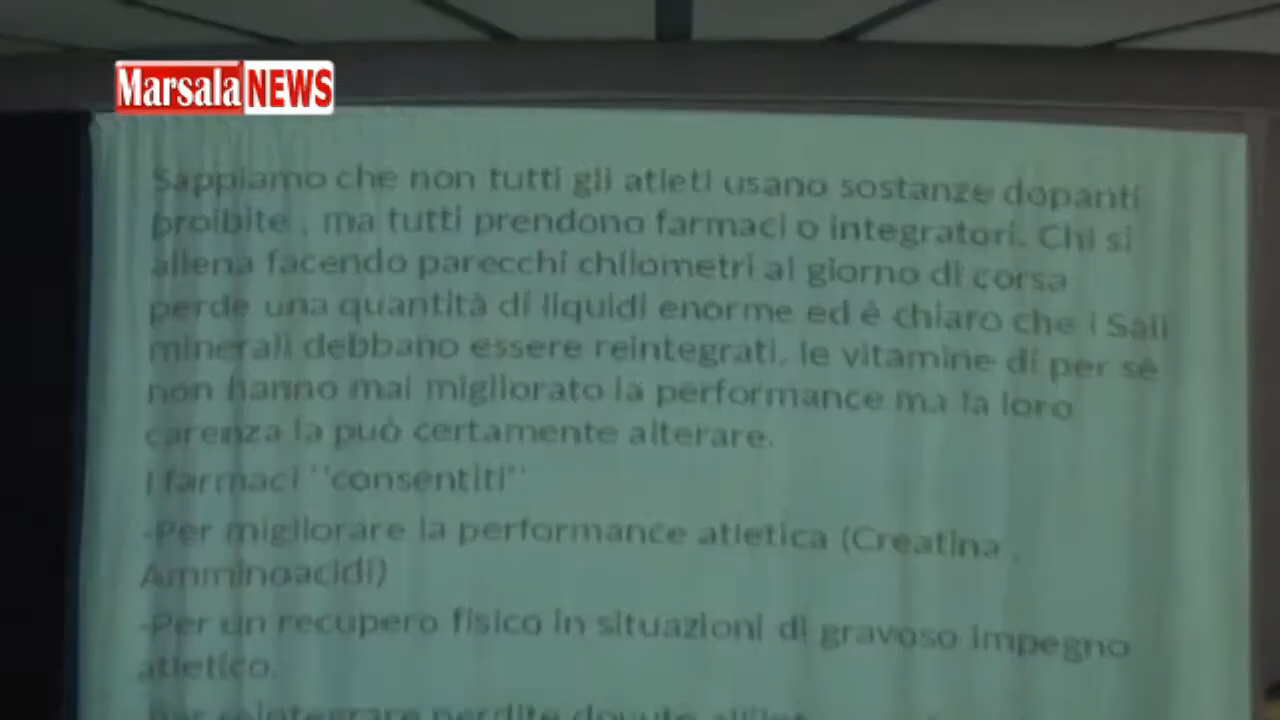 Marsala NEWS
Sappiamo che non tutti gli atleti usano sostanze dopanti
proibite , ma tutti prendono farmaci o integratori. Chi si
allena facendo parecchi chilometri al giorno di corsa
perde una quantità di liquidi enorme ed è chiaro che i Sali
minerali debbano essere reintegrati, le vitamine di per sè
non hanno mai migliorato la performance ma la loro
carenza la può certamente alterare.
I farmaci "consentiti"
-Per migliorare la performance atletica (Creatina ,
Amminoacidi)
-Per un recupero fisico in situazioni di gravoso impegno
atletico.
Per reintegrare perdite dovute